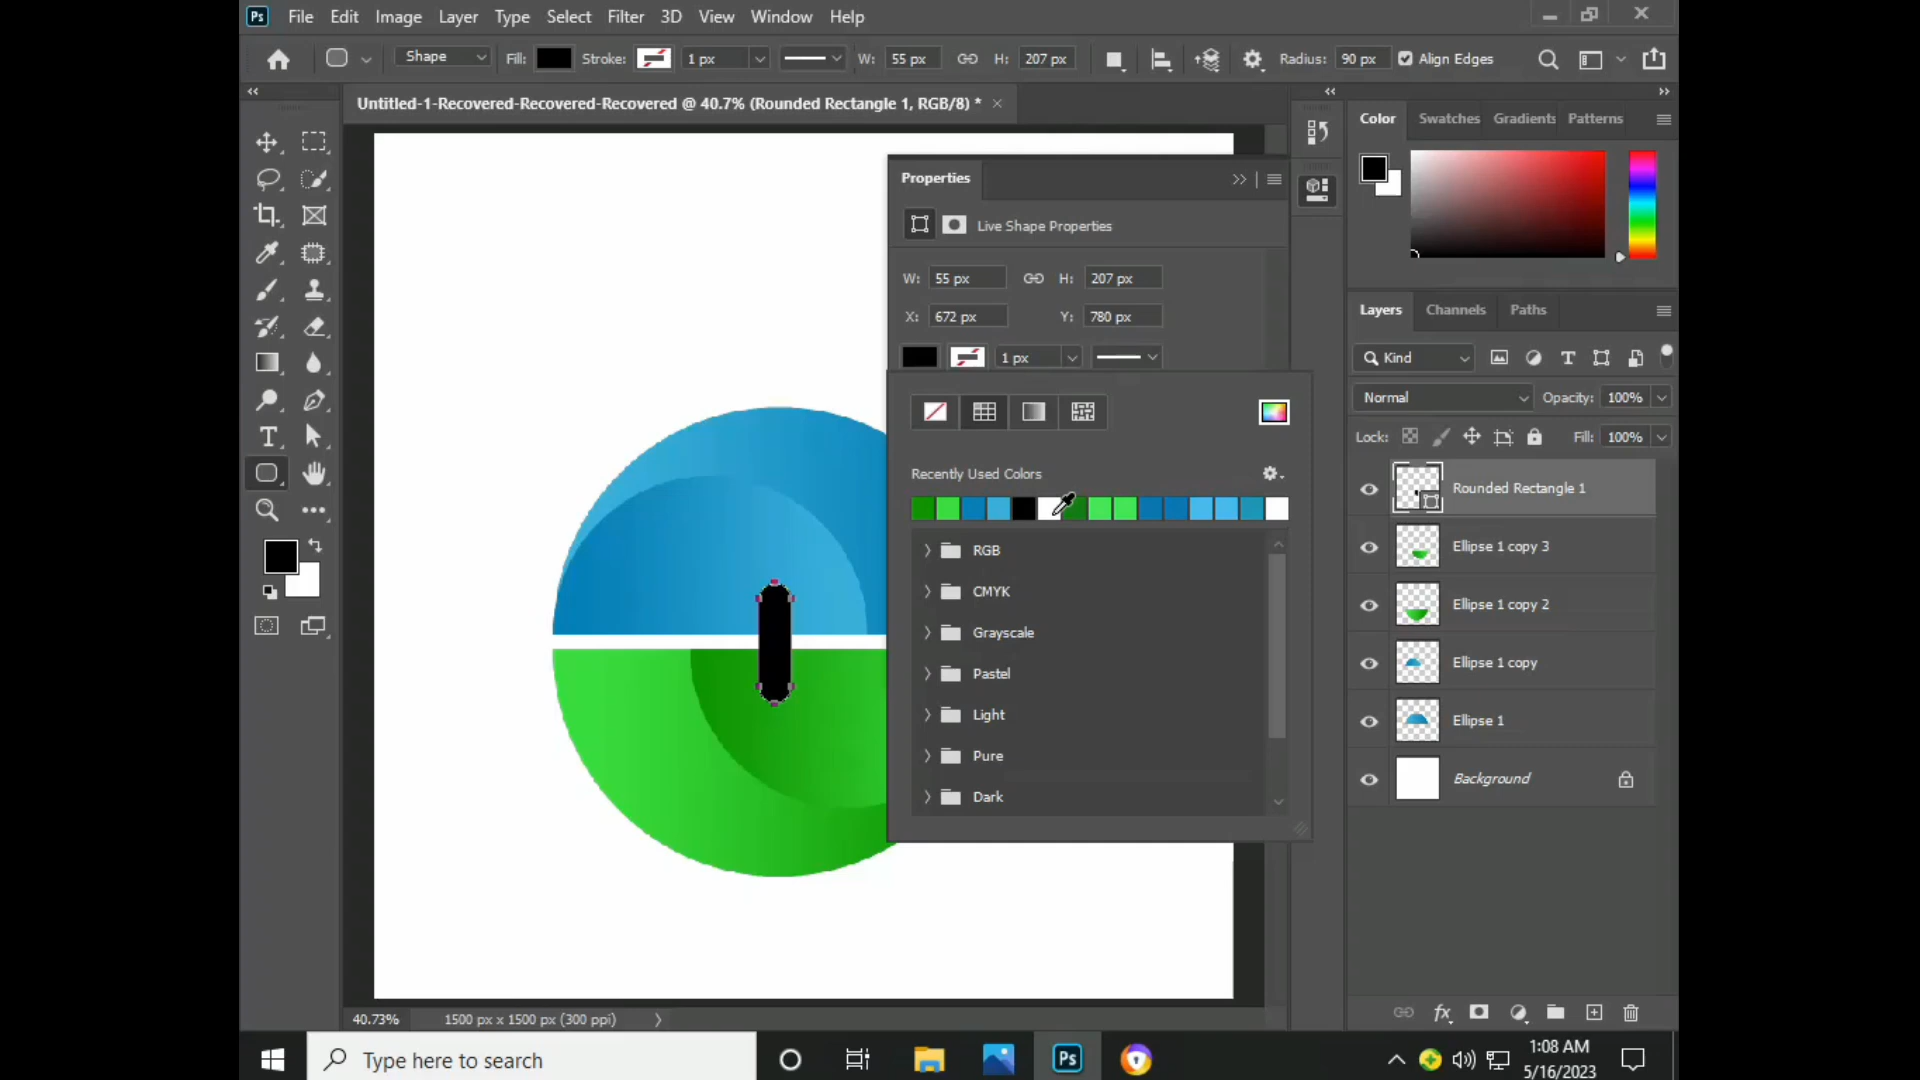 Ps File Edit Image Layer Type Select Filter 3D View Window Help
Shape Fill: Stroke: 1 px W: 55 px H: 207 px Radius: 90 px Align Edges
Untitled-1-Recovered-Recovered-Recovered @ 40.7% (Rounded Rectangle 1, RGB/8) *
Color Swatches Gradients Patterns
Properties
Live Shape Properties
W: 55 px H: 207 px
X: 672 px Y: 780 px
1 px
Recently Used Colors
RGB
CMYK
Grayscale
Pastel
Light
Pure
Dark
Layers Channels Paths
Kind
Normal Opacity: 100%
Lock: Fill: 100%
Rounded Rectangle 1
Ellipse 1 copy 3
Ellipse 1 copy 2
Ellipse 1 copy
Ellipse 1
Background
40.73% 1500 px x 1500 px (300 ppi)
Type here to search
Ps
1:08 AM
5/16/2023